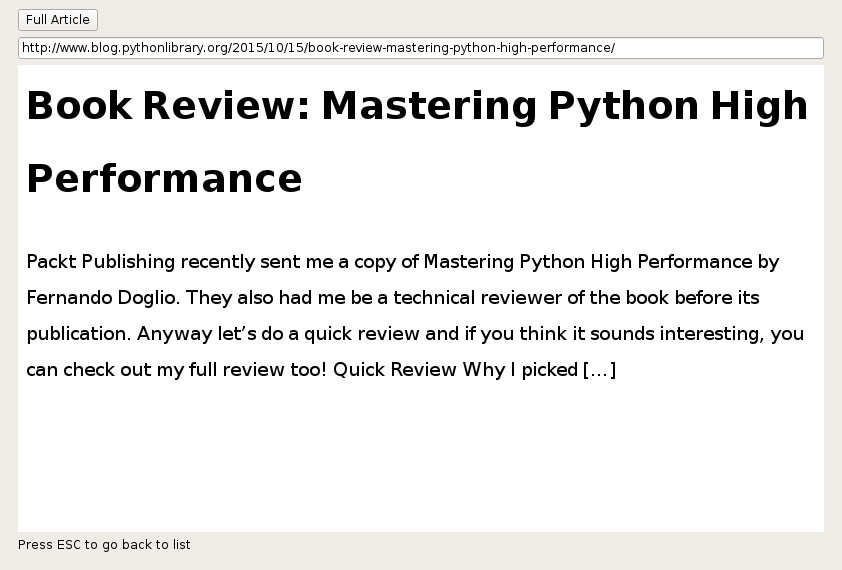 Full Article
http://www.blog.pythonlibrary.org/2015/10/15/book-review-mastering-python-high-performance/
Book Review: Mastering Python High
Performance
Packt Publishing recently sent me a copy of Mastering Python High Performance by
Fernando Doglio. They also had me be a technical reviewer of the book before its
publication. Anyway let’s do a quick review and if you think it sounds interesting, you
can check out my full review too! Quick Review Why I picked […]
Press ESC to go back to list